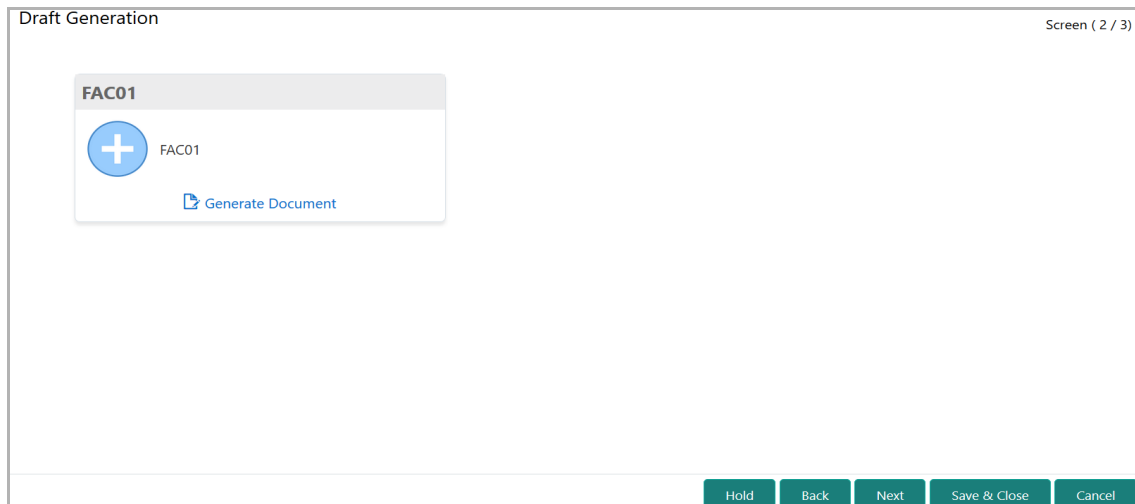 Draft Generation
Screen ( 2 / 3)
FAC01
FAC01
Generate Document
Hold Back Next Save & Close Cancel